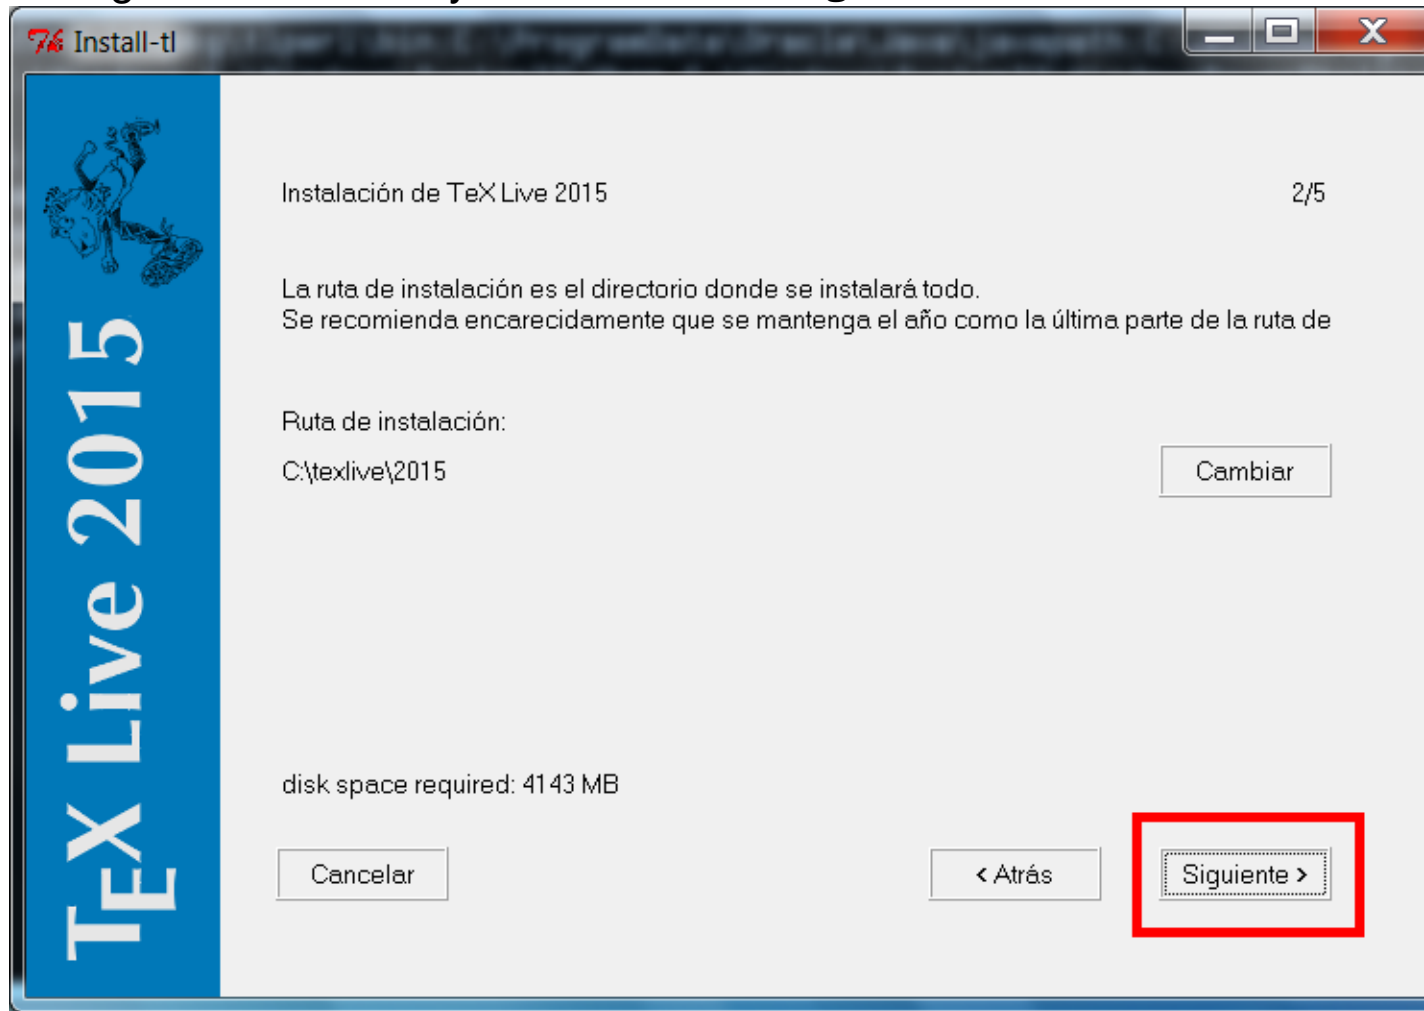 Install-tl
Instalación de TeX Live 2015
2/5
La ruta de instalación es el directorio donde se instalará todo.
Se recomienda encarecidamente que se mantenga el año como la última parte de la ruta de
Ruta de instalación:
C:\texlive\2015
Cambiar
disk space required: 4143 MB
Cancelar
< Atrás
Siguiente >
TEX Live 2015